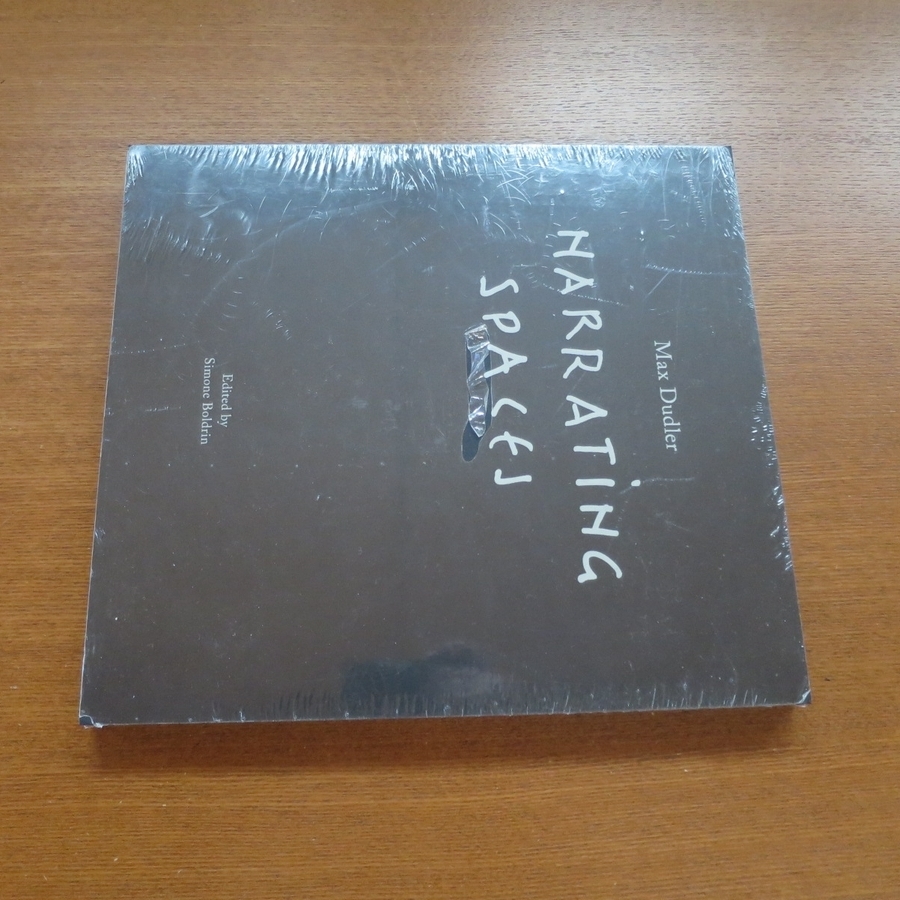 Max Dudler
NARRATING
SPACES
Edited by
Simone Boldrin